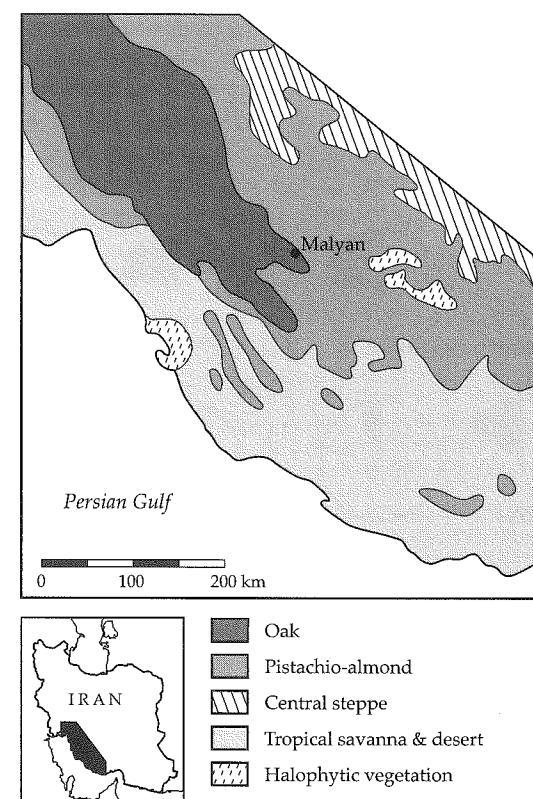 Malyan
Persian Gulf
0 100 200 km
IRAN
Oak
Pistachio-almond
Central steppe
Tropical savanna & desert
Halophytic vegetation